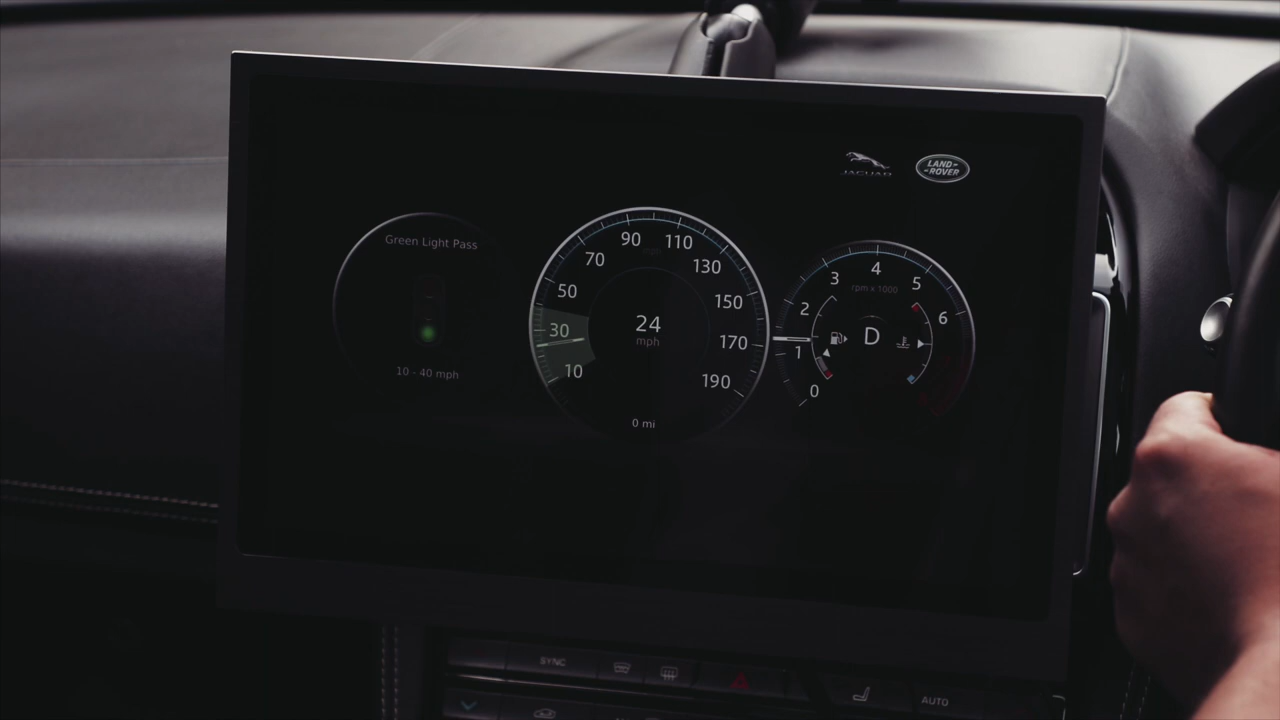 JAGUAR
LAND-
-ROVER
Green Light Pass
10 - 40 mph
10
30
50
70
90
110
130
150
170
190
24
mph
0 mi
0
1
2
3
4
5
6
rpm x 1000
D
SYNC
AUTO